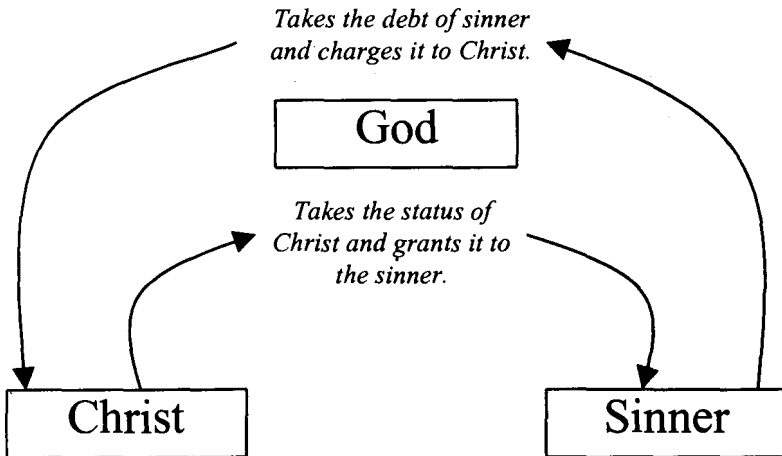 Takes the debt of sinner
and charges it to Christ.
God
Takes the status of
Christ and grants it to
the sinner.
Christ
Sinner